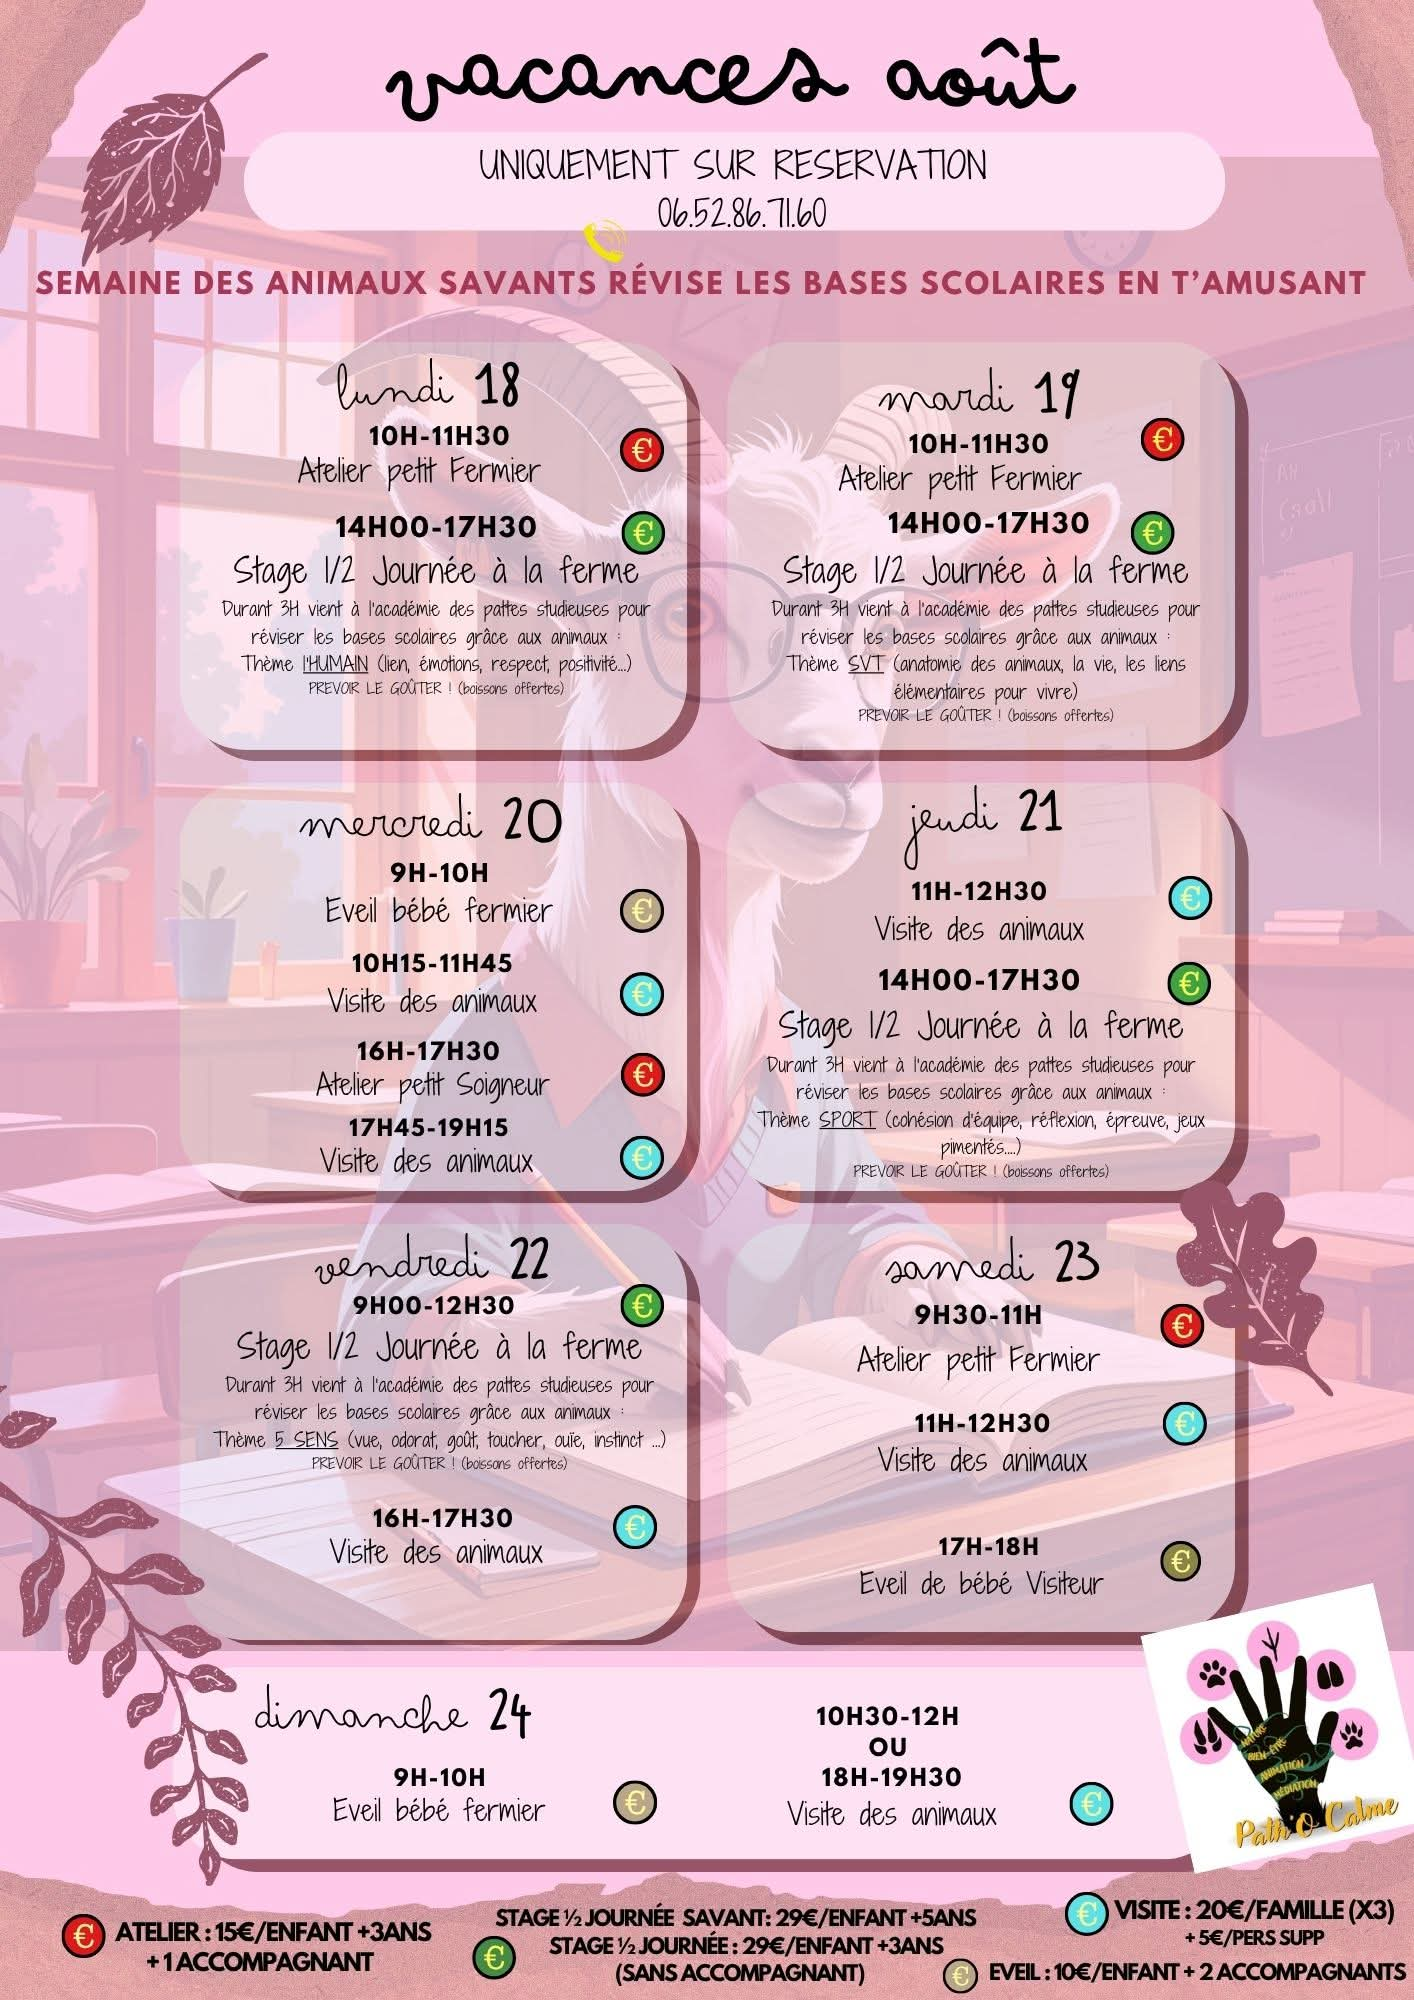 vacances août
UNIQUEMENT SUR RESERVATION
06.52.86.71.60
SEMAINE DES ANIMAUX SAVANTS RÉVISE LES BASES SCOLAIRES EN T'AMUSANT
lundi 18
10H-11H30
€
Atelier petit Fermier
14H00-17H30
€
Stage 1/2 Journée à la ferme
Durant 3H vient à l'académie des pattes studieuses pour
réviser les bases scolaires grâce aux animaux :
Thème l'HUMAIN (lien, émotions, respect, positivité...)
PREVOIR LE GOÛTER ! (boissons offertes)
mardi 19
10H-11H30
€
Atelier petit Fermier
14H00-17H30
€
Stage 1/2 Journée à la ferme
Durant 3H vient à l'académie des pattes studieuses pour
réviser les bases scolaires grâce aux animaux :
Thème SVT (anatomie des animaux, la vie, les liens
élémentaires pour vivre)
PREVOIR LE GOÛTER ! (boissons offertes)
mercredi 20
9H-10H
Eveil bébé fermier
€
10H15-11H45
Visite des animaux
€
16H-17H30
Atelier petit Soigneur
€
17H45-19H15
Visite des animaux
€
jeudi 21
11H-12H30
€
Visite des animaux
14H00-17H30
€
Stage 1/2 Journée à la ferme
Durant 3H vient à l'académie des pattes studieuses pour
réviser les bases scolaires grâce aux animaux :
Thème SPORT (cohésion d'équipe, réflexion, épreuve, jeux
pimentés....)
PREVOIR LE GOÛTER ! (boissons offertes)
vendredi 22
9H00-12H30
€
Stage 1/2 Journée à la ferme
Durant 3H vient à l'académie des pattes studieuses pour
réviser les bases scolaires grâce aux animaux :
Thème 5 SENS (vue, odorat, goût, toucher, ouïe, instinct ...)
PREVOIR LE GOÛTER ! (boissons offertes)
16H-17H30
€
Visite des animaux
samedi 23
9H30-11H
€
Atelier petit Fermier
11H-12H30
€
Visite des animaux
17H-18H
€
Eveil de bébé Visiteur
dimanche 24
9H-10H
€
Eveil bébé fermier
10H30-12H
OU
18H-19H30
€
Visite des animaux
NATURE
BIEN-ÊTRE
ANIMATION
MÉDIATION
Path'O Calme
€ ATELIER : 15€/ENFANT +3ANS
+ 1 ACCOMPAGNANT
STAGE ½ JOURNÉE SAVANT: 29€/ENFANT +5ANS
€ STAGE ½ JOURNÉE : 29€/ENFANT +3ANS
(SANS ACCOMPAGNANT)
€ VISITE : 20€/FAMILLE (X3)
+ 5€/PERS SUPP
€ EVEIL : 10€/ENFANT + 2 ACCOMPAGNANTS